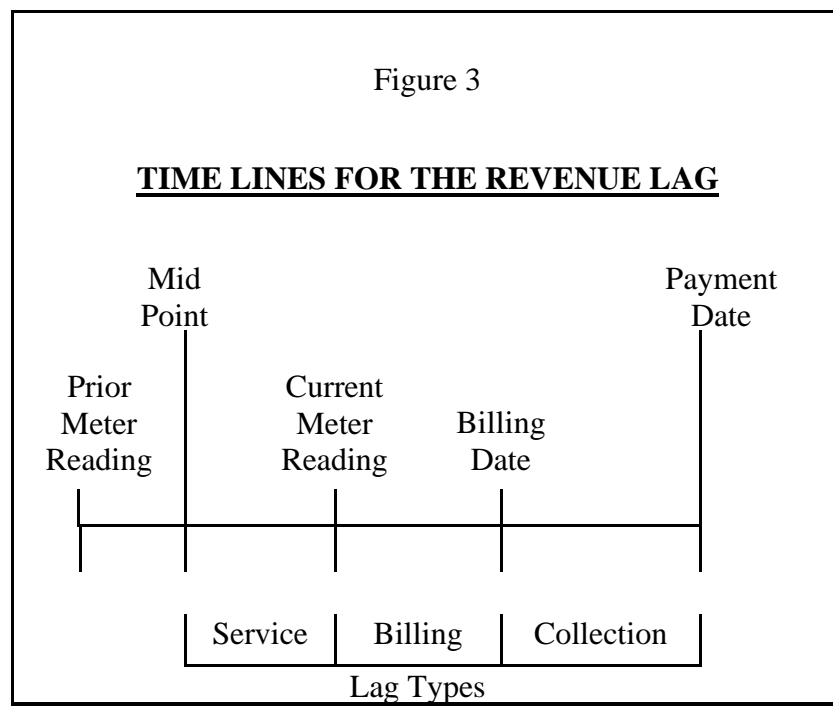 Figure 3
TIME LINES FOR THE REVENUE LAG
Mid
Point
Payment
Date
Prior
Meter
Reading
Current
Meter
Reading
Billing
Date
Service
Billing
Collection
Lag Types